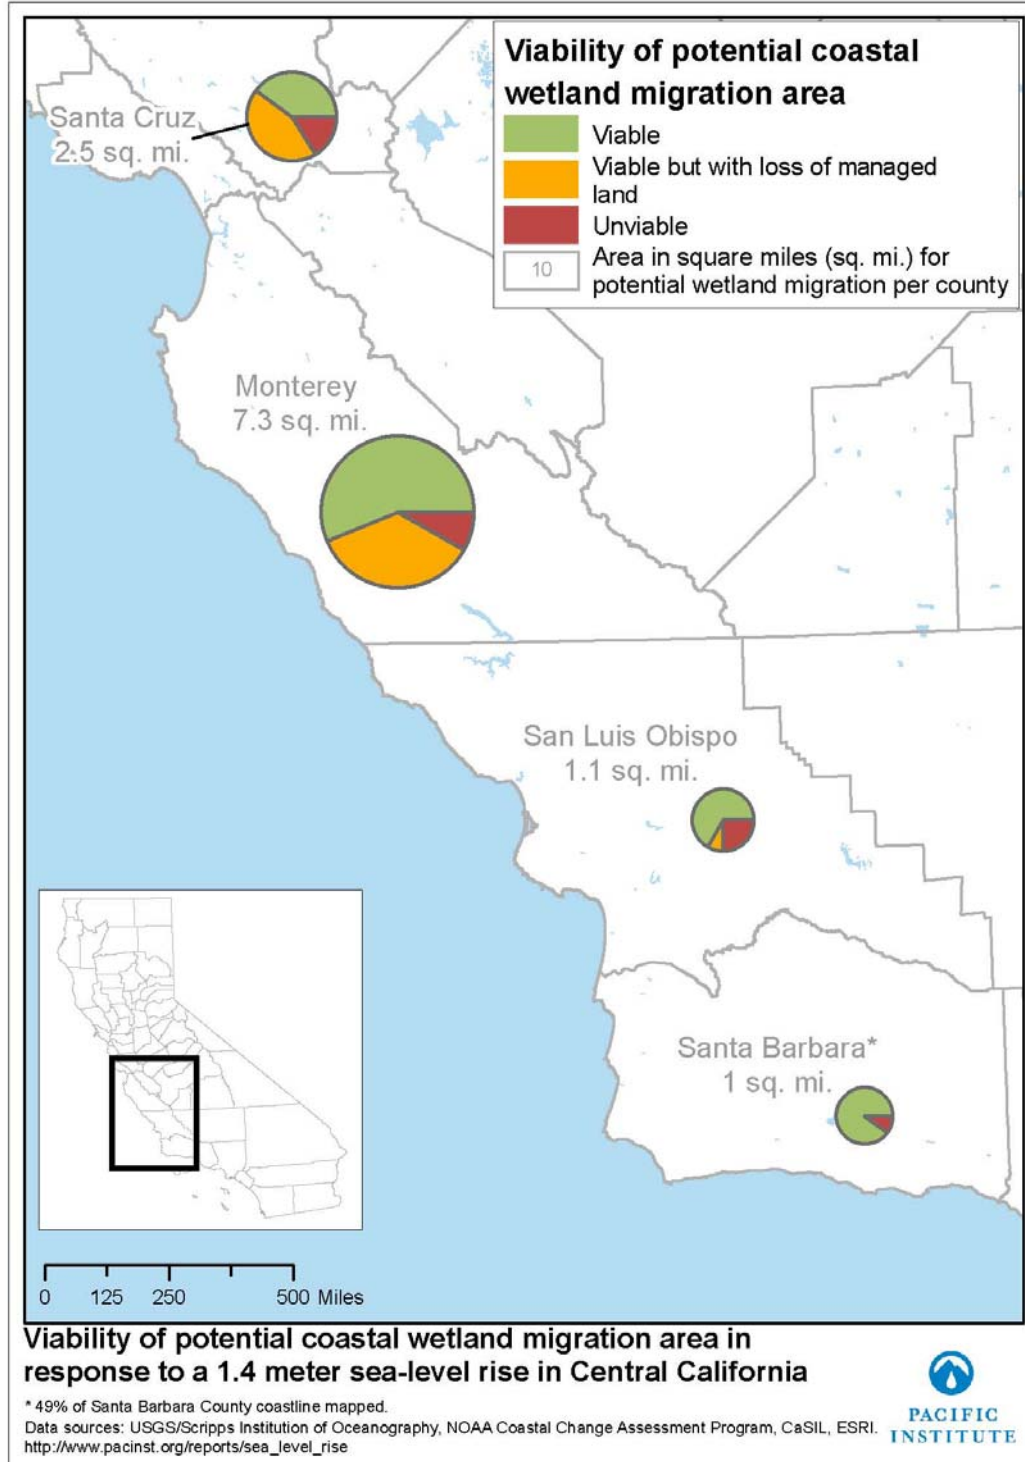 Viability of potential coastal
wetland migration area
Viable
Viable but with loss of managed
land
Unviable
10
Area in square miles (sq. mi.) for
potential wetland migration per county
Santa Cruz
2.5 sq. mi.
Monterey
7.3 sq. mi.
San Luis Obispo
1.1 sq. mi.
Santa Barbara*
1 sq. mi.
0 125 250 500 Miles
Viability of potential coastal wetland migration area in
response to a 1.4 meter sea-level rise in Central California
* 49% of Santa Barbara County coastline mapped.
Data sources: USGS/Scripps Institution of Oceanography, NOAA Coastal Change Assessment Program, CaSIL, ESRI.
http://www.pacinst.org/reports/sea_level_rise
PACIFIC
INSTITUTE